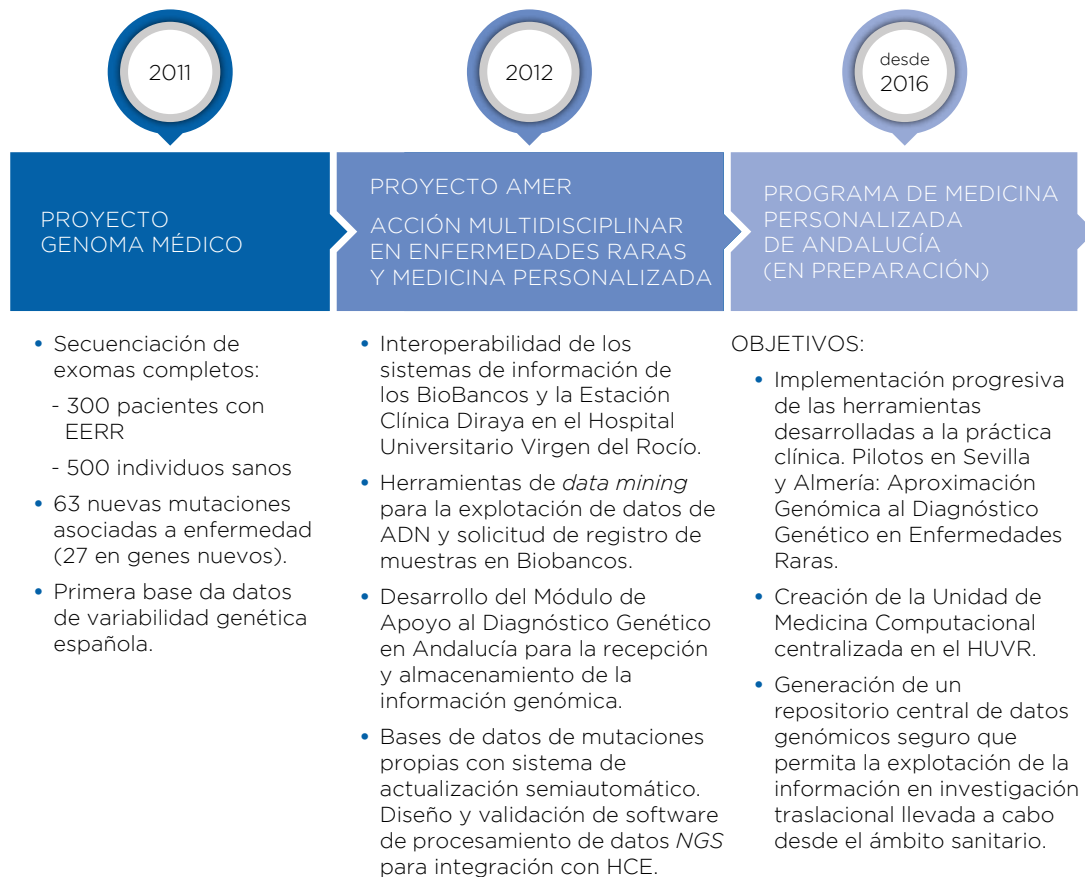 2011
PROYECTO
GENOMA MÉDICO
• Secuenciación de
exomas completos:
- 300 pacientes con
EERR
- 500 individuos sanos
• 63 nuevas mutaciones
asociadas a enfermedad
(27 en genes nuevos).
• Primera base da datos
de variabilidad genética
española.
2012
PROYECTO AMER
ACCIÓN MULTIDISCIPLINAR
EN ENFERMEDADES RARAS
Y MEDICINA PERSONALIZADA
• Interoperabilidad de los
sistemas de información de
los BioBancos y la Estación
Clínica Diraya en el Hospital
Universitario Virgen del Rocío.
• Herramientas de data mining
para la explotación de datos de
ADN y solicitud de registro de
muestras en Biobancos.
• Desarrollo del Módulo de
Apoyo al Diagnóstico Genético
en Andalucía para la recepción
y almacenamiento de la
información genómica.
• Bases de datos de mutaciones
propias con sistema de
actualización semiautomático.
Diseño y validación de software
de procesamiento de datos NGS
para integración con HCE.
desde
2016
PROGRAMA DE MEDICINA
PERSONALIZADA
DE ANDALUCÍA
(EN PREPARACIÓN)
OBJETIVOS:
• Implementación progresiva
de las herramientas
desarrolladas a la práctica
clínica. Pilotos en Sevilla
y Almería: Aproximación
Genómica al Diagnóstico
Genético en Enfermedades
Raras.
• Creación de la Unidad de
Medicina Computacional
centralizada en el HUVR.
• Generación de un
repositorio central de datos
genómicos seguro que
permita la explotación de la
información en investigación
traslacional llevada a cabo
desde el ámbito sanitario.